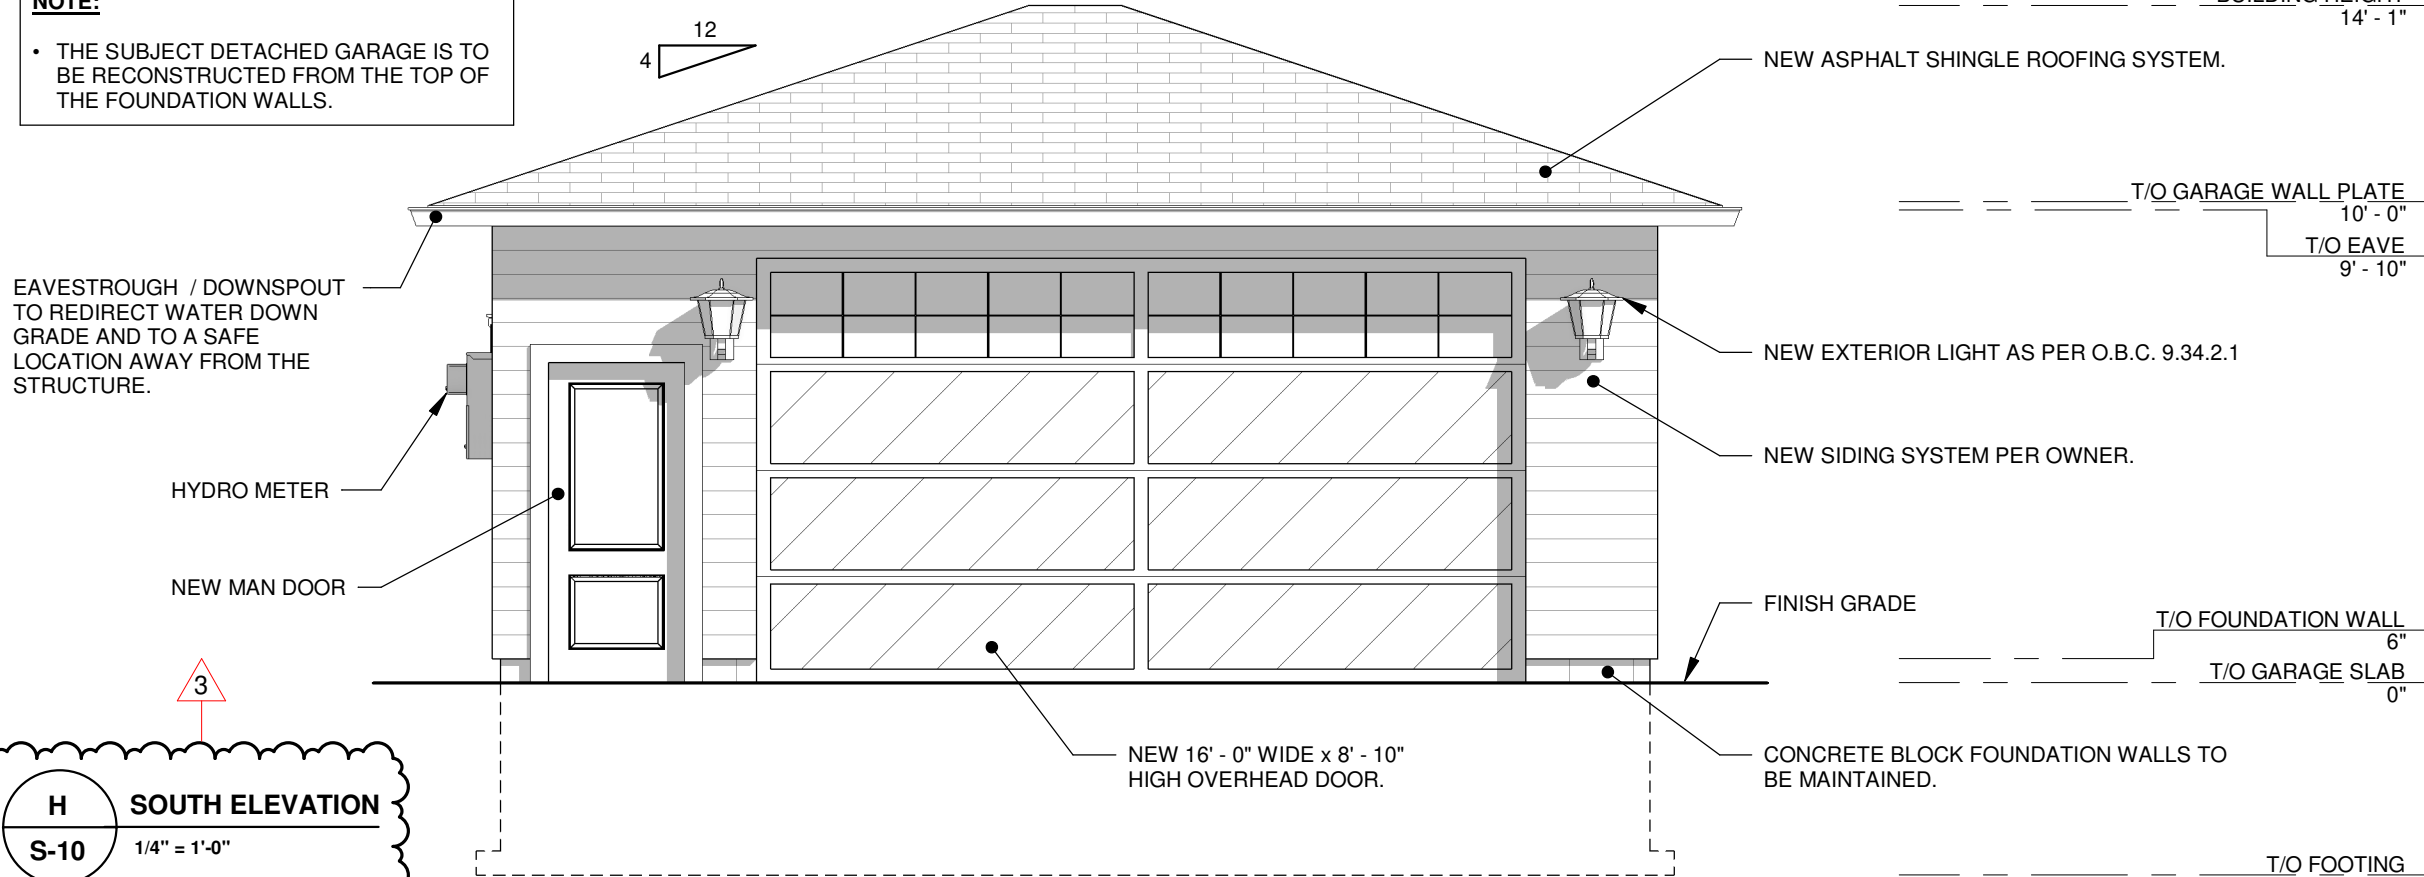 NOTE:
• THE SUBJECT DETACHED GARAGE IS TO
BE RECONSTRUCTED FROM THE TOP OF
THE FOUNDATION WALLS.
12
4
BUILDING HEIGHT
14' - 1"
NEW ASPHALT SHINGLE ROOFING SYSTEM.
T/O GARAGE WALL PLATE
10' - 0"
T/O EAVE
9' - 10"
EAVESTROUGH / DOWNSPOUT
TO REDIRECT WATER DOWN
GRADE AND TO A SAFE
LOCATION AWAY FROM THE
STRUCTURE.
NEW EXTERIOR LIGHT AS PER O.B.C. 9.34.2.1
NEW SIDING SYSTEM PER OWNER.
HYDRO METER
NEW MAN DOOR
FINISH GRADE
T/O FOUNDATION WALL
6"
T/O GARAGE SLAB
0"
3
NEW 16' - 0" WIDE x 8' - 10"
HIGH OVERHEAD DOOR.
CONCRETE BLOCK FOUNDATION WALLS TO
BE MAINTAINED.
H
SOUTH ELEVATION
S-10
1/4" = 1'-0"
T/O FOOTING